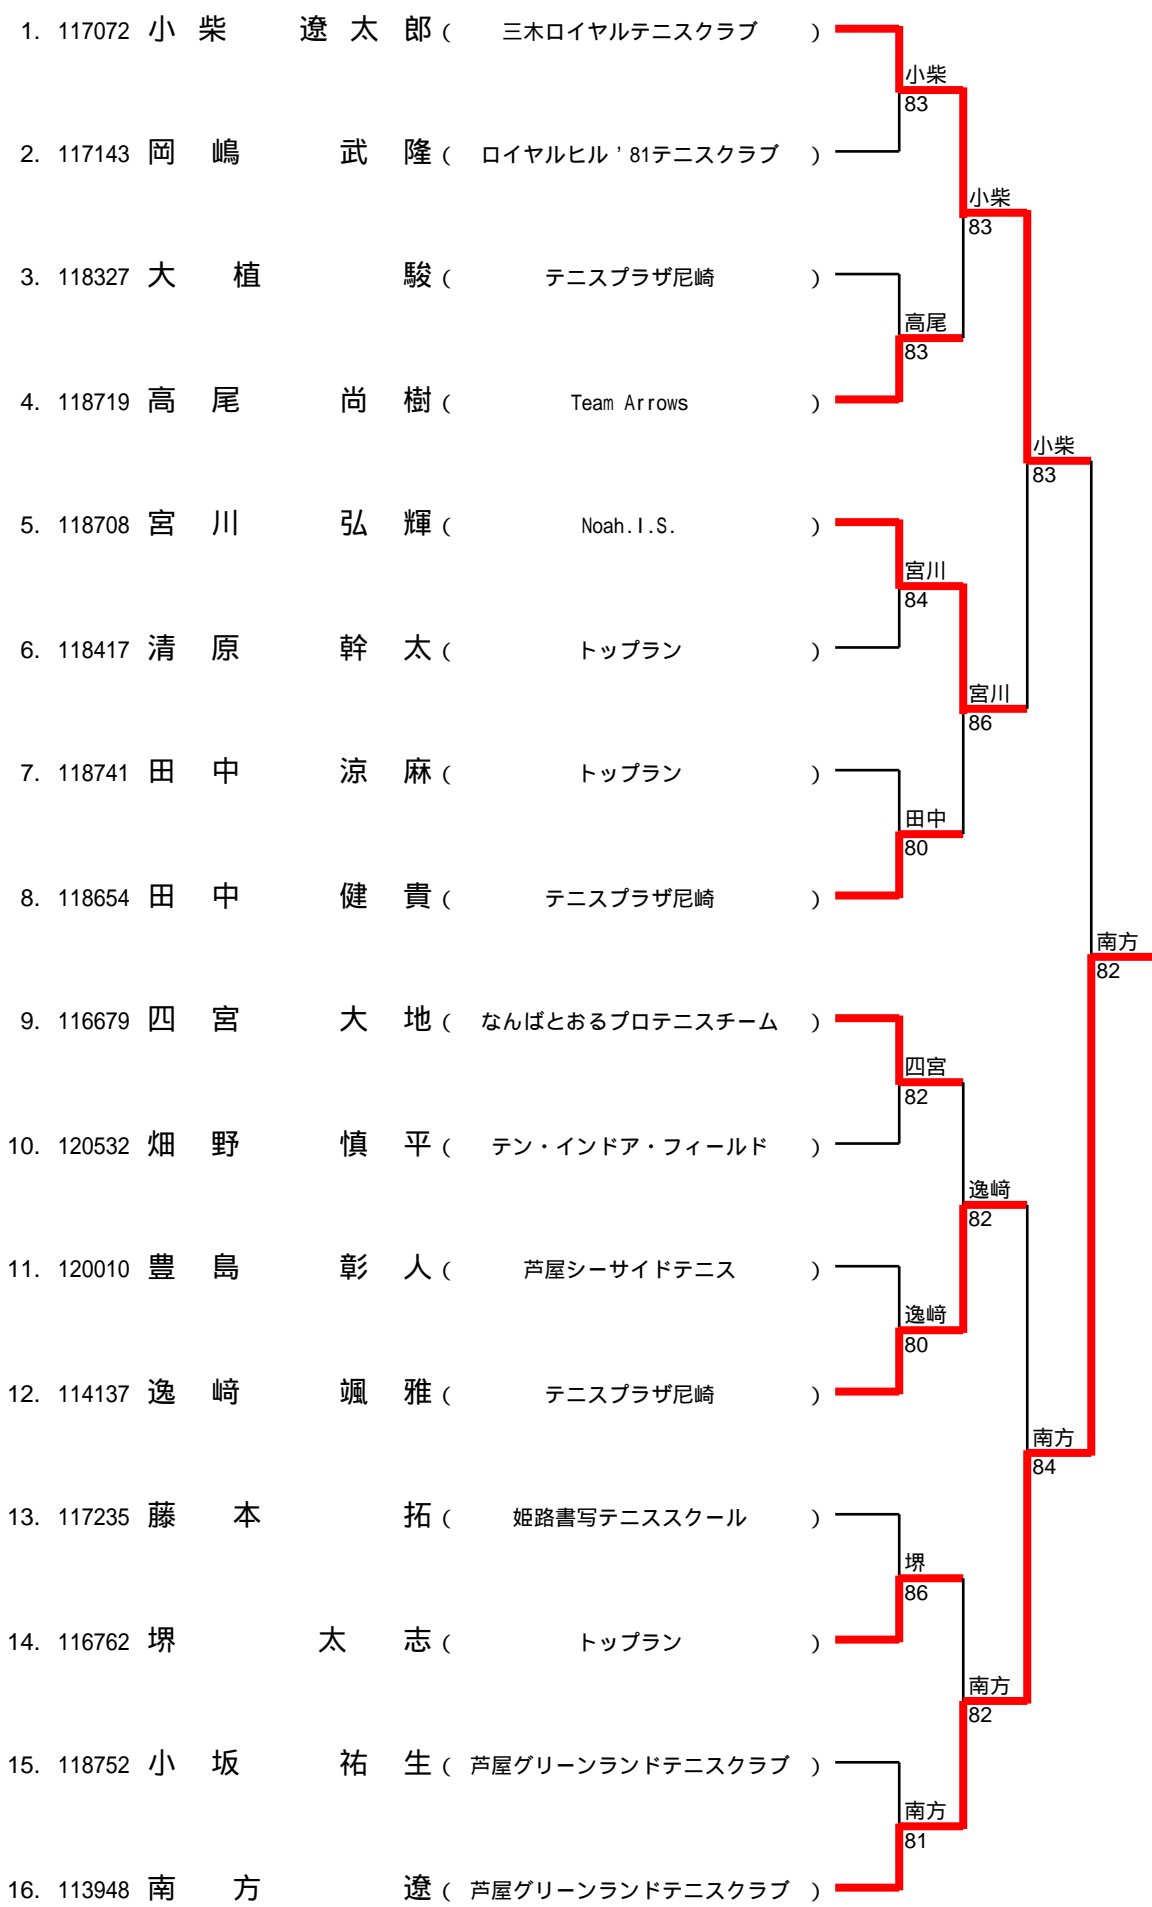 1. 117072 小柴 遼太郎 ( 三木ロイヤルテニスクラブ )
小柴
83
2. 117143 岡嶋 武隆 ( ロイヤルヒル’81テニスクラブ )
小柴
83
3. 118327 大植 駿 ( テニスプラザ尼崎 )
高尾
83
4. 118719 高尾 尚樹 ( Team Arrows )
小柴
83
5. 118708 宮川 弘輝 ( Noah.I.S. )
宮川
84
6. 118417 清原 幹太 ( トップラン )
宮川
86
7. 118741 田中 涼麻 ( トップラン )
田中
80
8. 118654 田中 健貴 ( テニスプラザ尼崎 )
南方
82
9. 116679 四宮 大地 ( なんばとおるプロテニスチーム )
四宮
82
10. 120532 畑野 慎平 ( テン・インドア・フィールド )
逸﨑
82
11. 120010 豊島 彰人 ( 芦屋シーサイドテニス )
逸﨑
80
12. 114137 逸﨑 颯雅 ( テニスプラザ尼崎 )
南方
84
13. 117235 藤本 拓 ( 姫路書写テニススクール )
堺
86
14. 116762 堺 太志 ( トップラン )
南方
82
15. 118752 小坂 祐生 ( 芦屋グリーンランドテニスクラブ )
南方
81
16. 113948 南方 遼 ( 芦屋グリーンランドテニスクラブ )